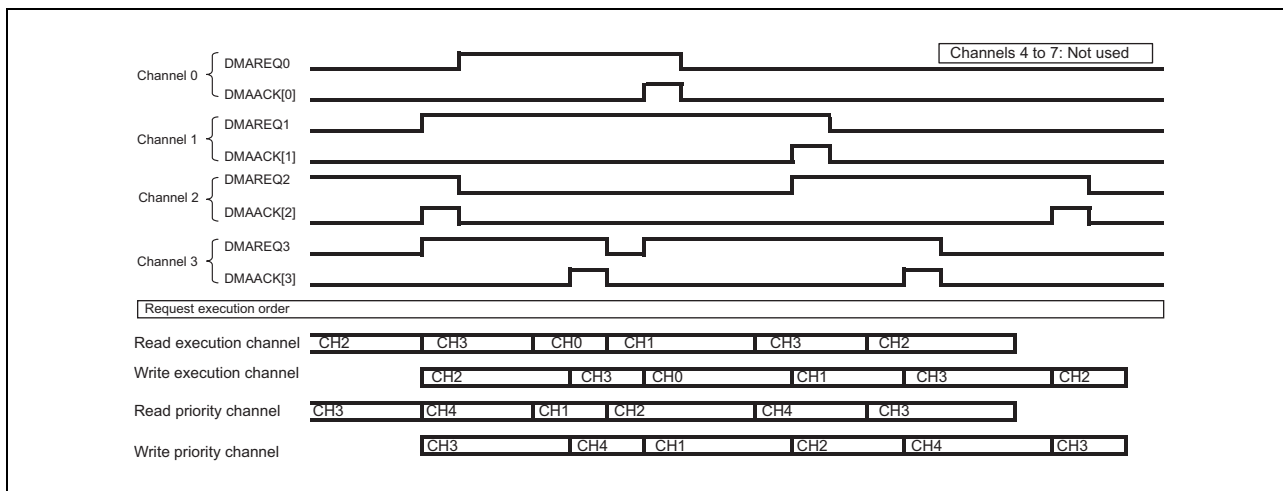 Channels 4 to 7: Not used
Channel 0
DMAREQ0
DMAACK[0]
Channel 1
DMAREQ1
DMAACK[1]
Channel 2
DMAREQ2
DMAACK[2]
Channel 3
DMAREQ3
DMAACK[3]
Request execution order
Read execution channel CH2 CH3 CH0 CH1 CH3 CH2
Write execution channel CH2 CH3 CH0 CH1 CH3 CH2
Read priority channel CH3 CH4 CH1 CH2 CH4 CH3
Write priority channel CH3 CH4 CH1 CH2 CH4 CH3